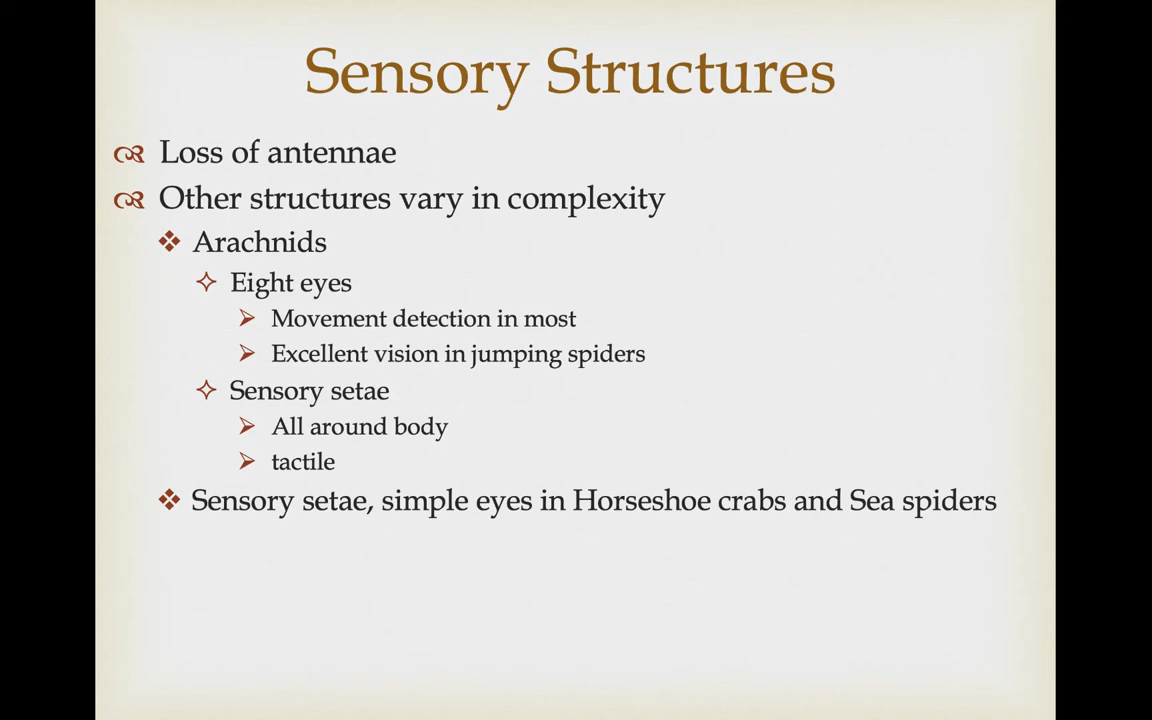 Sensory Structures
Loss of antennae
Other structures vary in complexity
Arachnids
Eight eyes
Movement detection in most
Excellent vision in jumping spiders
Sensory setae
All around body
tactile
Sensory setae, simple eyes in Horseshoe crabs and Sea spiders